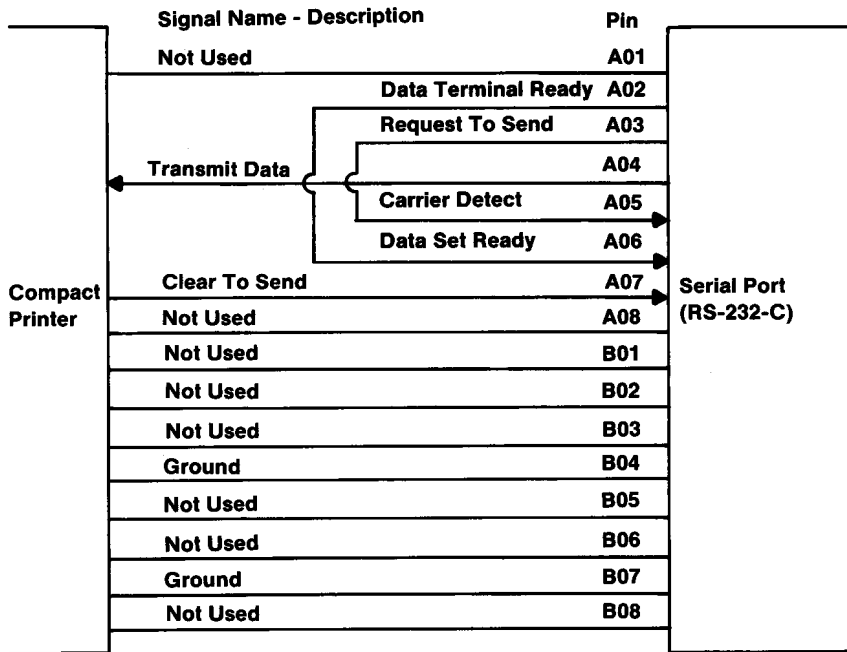 Signal Name - Description Pin
Not Used A01
Data Terminal Ready A02
Request To Send A03
Transmit Data A04
Carrier Detect A05
Data Set Ready A06
Clear To Send A07
Not Used A08
Not Used B01
Not Used B02
Not Used B03
Ground B04
Not Used B05
Not Used B06
Ground B07
Not Used B08
Compact
Printer
Serial Port
(RS-232-C)